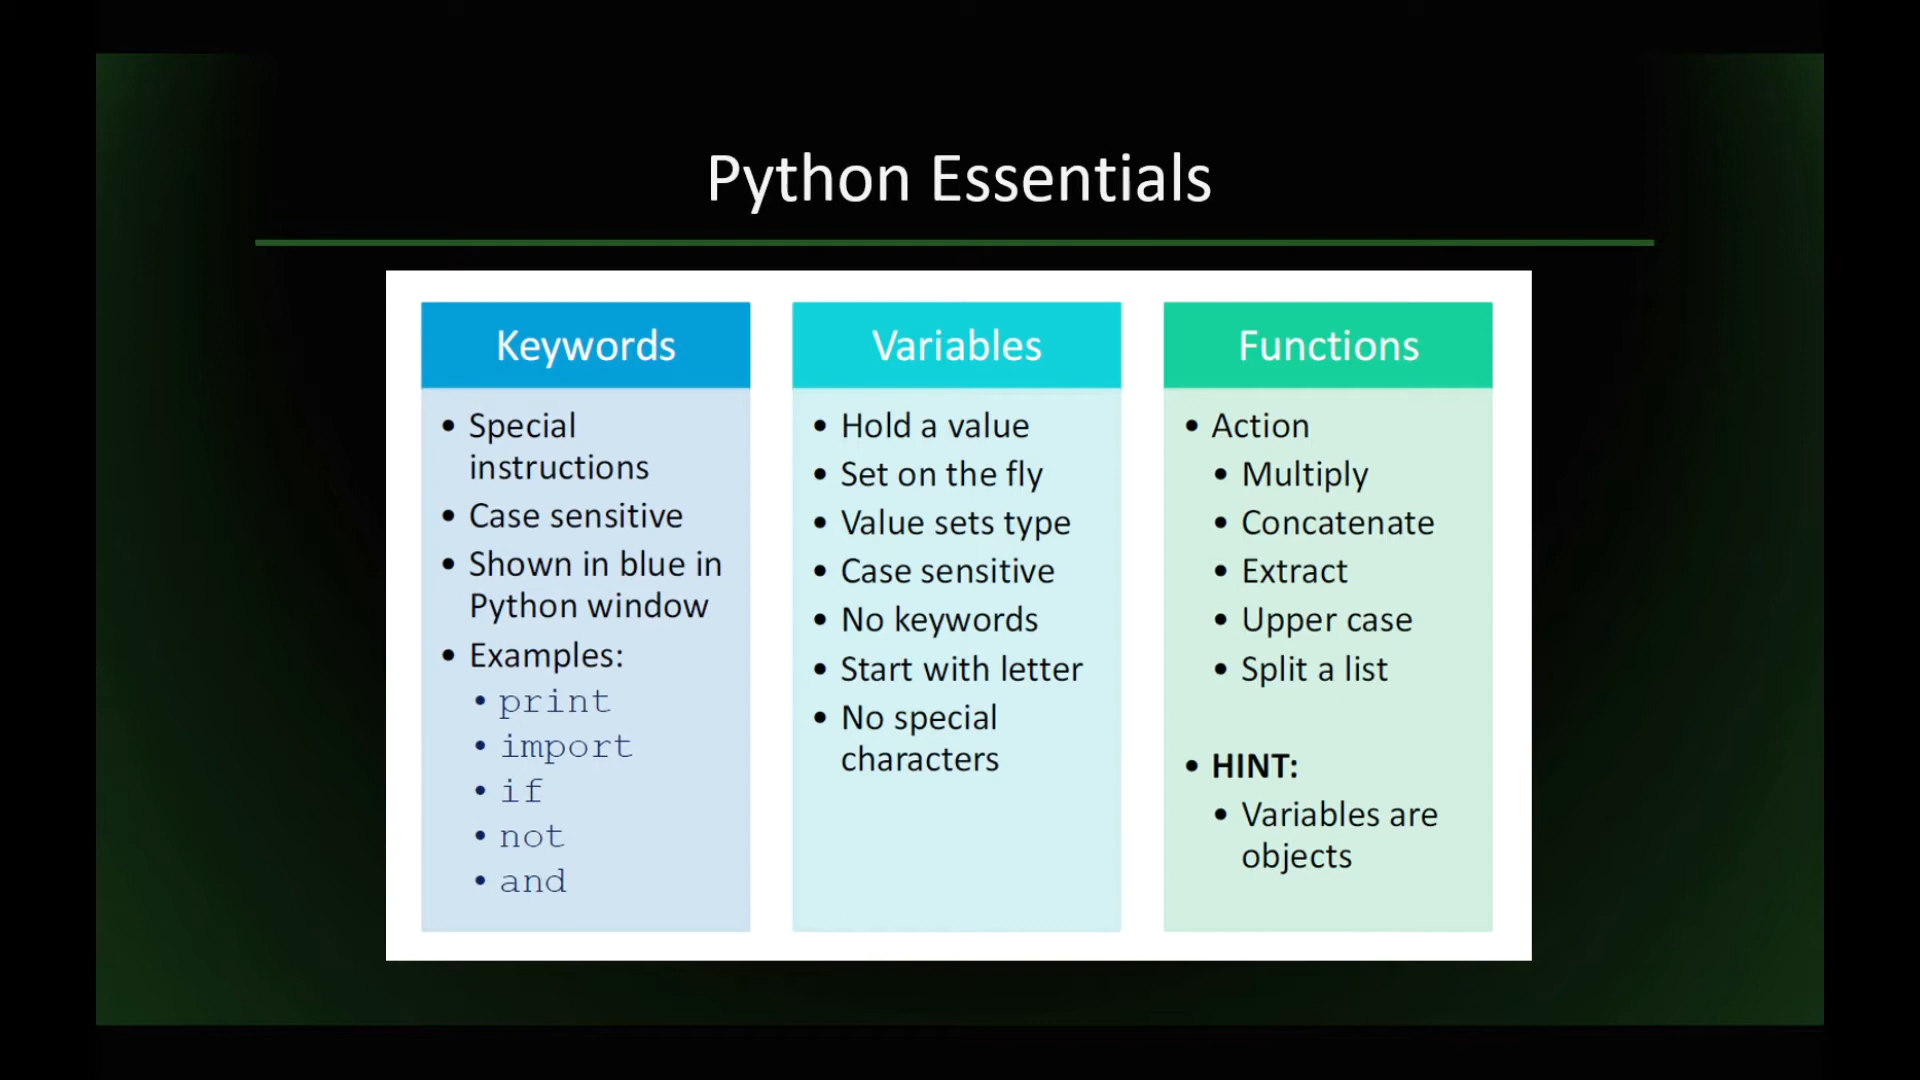 Python Essentials
Keywords
• Special
instructions
• Case sensitive
• Shown in blue in
Python window
• Examples:
• print
• import
• if
• not
• and
Variables
• Hold a value
• Set on the fly
• Value sets type
• Case sensitive
• No keywords
• Start with letter
• No special
characters
Functions
• Action
• Multiply
• Concatenate
• Extract
• Upper case
• Split a list
• HINT:
• Variables are
objects